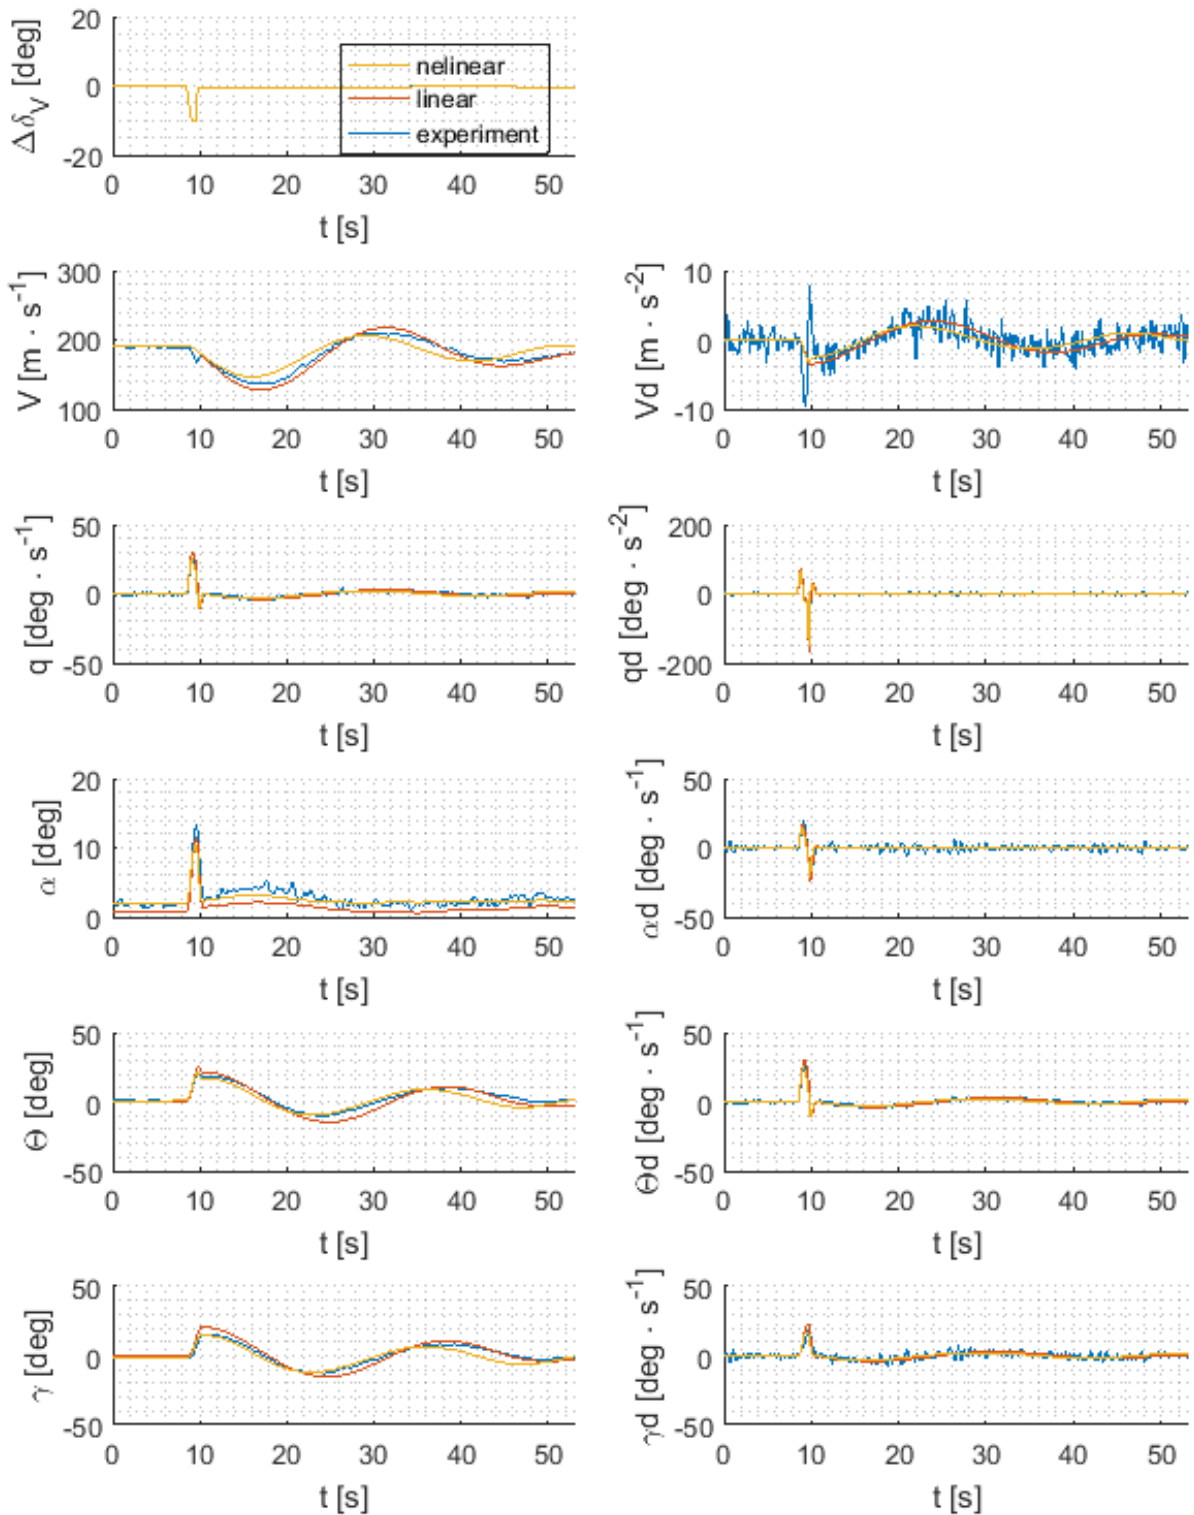 20
0
-20
Δδ_V [deg]
nelinear
linear
experiment
0 10 20 30 40 50
t [s]
300
200
100
V [m · s⁻¹]
0 10 20 30 40 50
t [s]
10
0
-10
Vd [m · s⁻²]
0 10 20 30 40 50
t [s]
50
0
-50
q [deg · s⁻¹]
0 10 20 30 40 50
t [s]
200
0
-200
qd [deg · s⁻²]
0 10 20 30 40 50
t [s]
20
10
0
α [deg]
0 10 20 30 40 50
t [s]
50
0
-50
αd [deg · s⁻¹]
0 10 20 30 40 50
t [s]
50
0
-50
Θ [deg]
0 10 20 30 40 50
t [s]
50
0
-50
Θd [deg · s⁻¹]
0 10 20 30 40 50
t [s]
50
0
-50
γ [deg]
0 10 20 30 40 50
t [s]
50
0
-50
γd [deg · s⁻¹]
0 10 20 30 40 50
t [s]